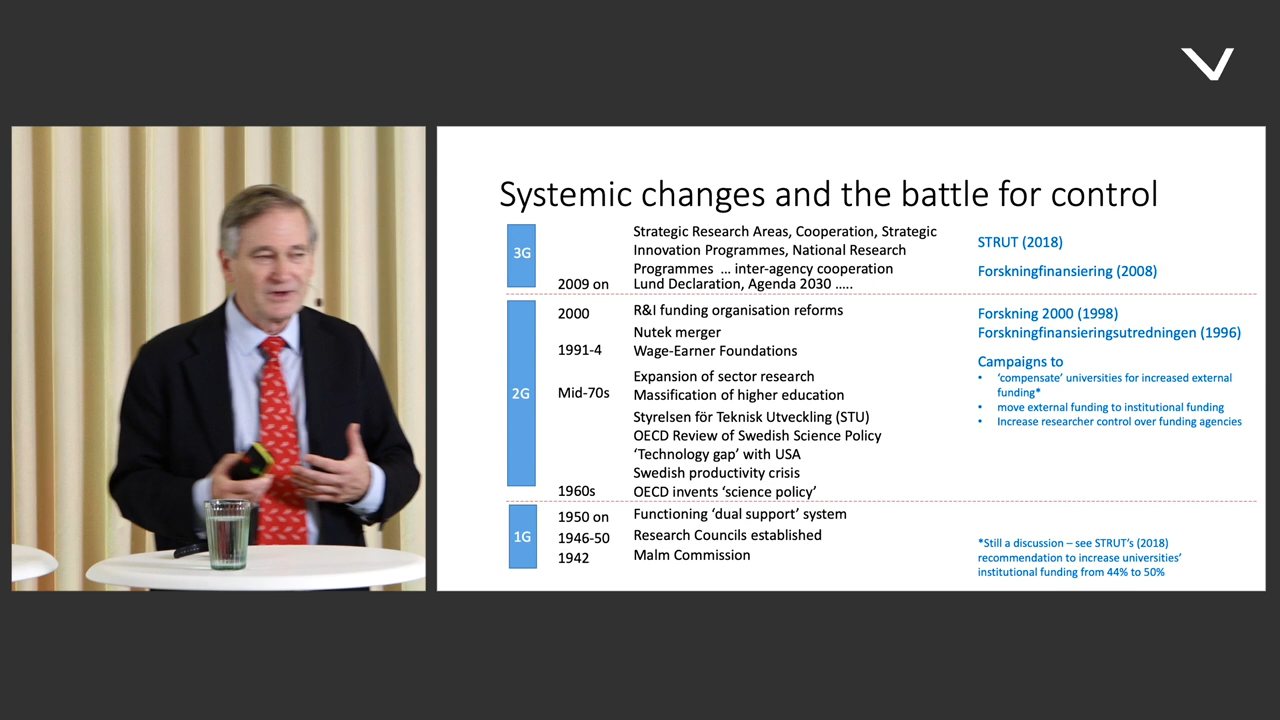 Systemic changes and the battle for control
3G
Strategic Research Areas, Cooperation, Strategic
Innovation Programmes, National Research
Programmes … inter-agency cooperation
2009 on
Lund Declaration, Agenda 2030 …..
STRUT (2018)
Forskningfinansiering (2008)
2G
2000
R&I funding organisation reforms
Nutek merger
1991-4
Wage-Earner Foundations
Mid-70s
Expansion of sector research
Massification of higher education
Styrelsen för Teknisk Utveckling (STU)
OECD Review of Swedish Science Policy
‘Technology gap’ with USA
Swedish productivity crisis
1960s
OECD invents ‘science policy’
Forskning 2000 (1998)
Forskningfinansieringsutredningen (1996)
Campaigns to
• ‘compensate’ universities for increased external
funding*
• move external funding to institutional funding
• Increase researcher control over funding agencies
1G
1950 on
Functioning ‘dual support’ system
1946-50
Research Councils established
1942
Malm Commission
*Still a discussion – see STRUT’s (2018)
recommendation to increase universities’
institutional funding from 44% to 50%